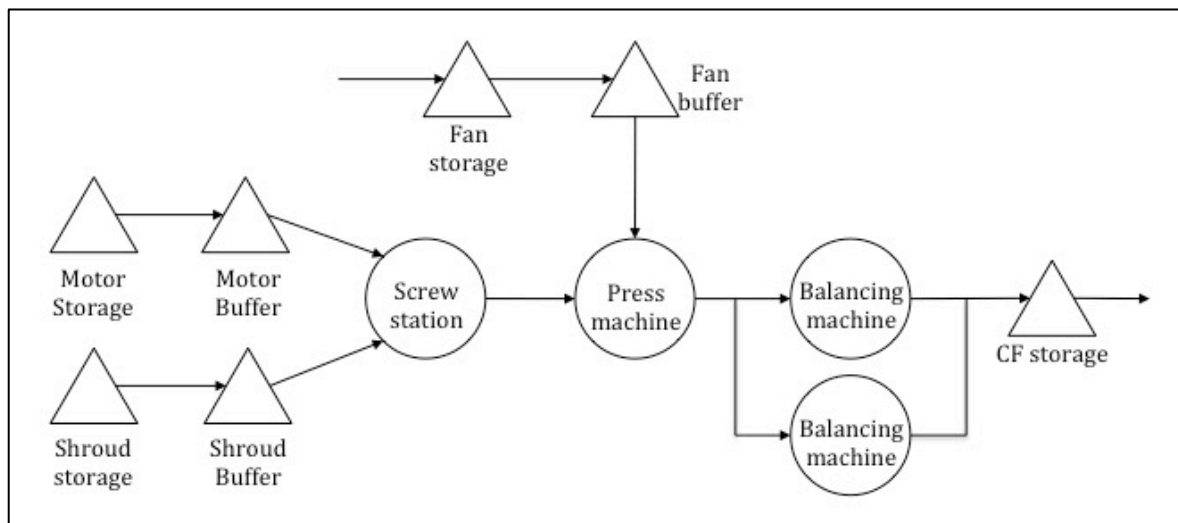 Fan
buffer
Fan
storage
Motor
Storage
Motor
Buffer
Screw
station
Press
machine
Balancing
machine
CF storage
Shroud
storage
Shroud
Buffer
Balancing
machine